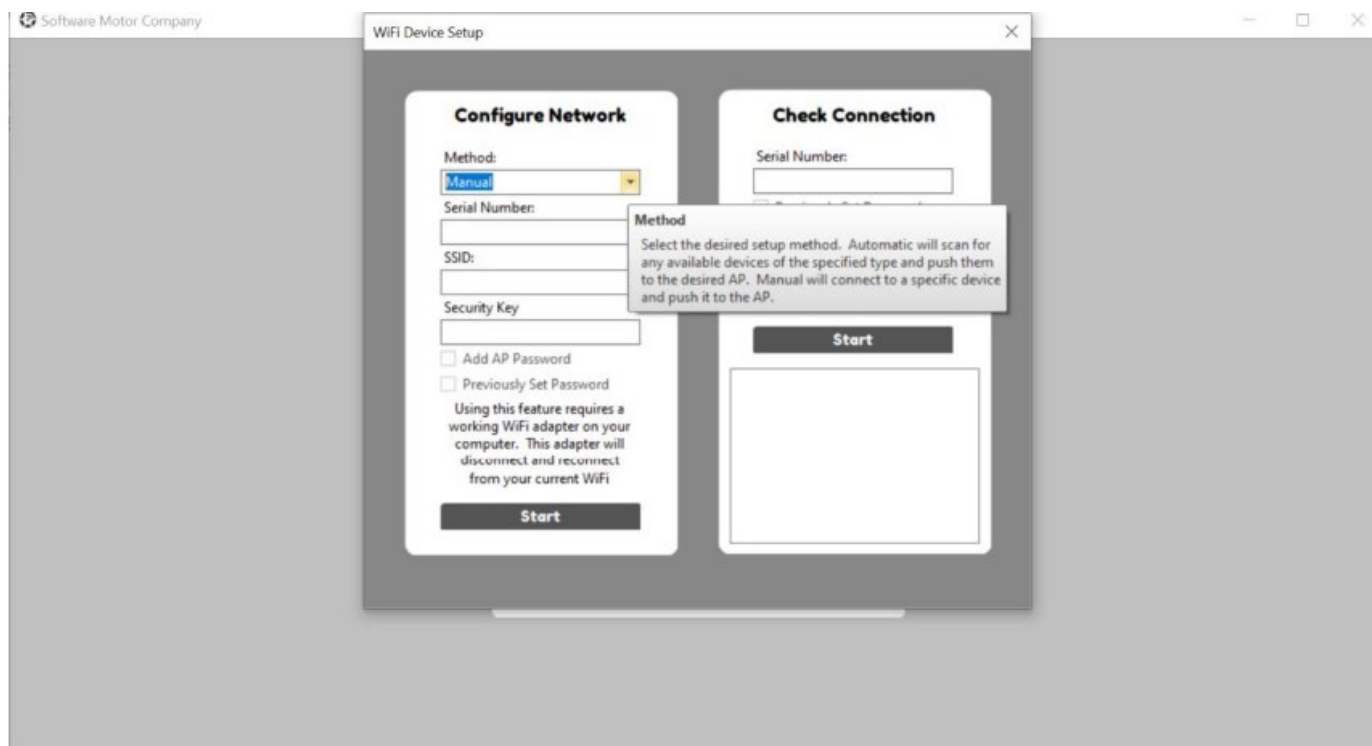 Software Motor Company
WiFi Device Setup
Configure Network
Method:
Manual
Serial Number:
SSID:
Security Key
Add AP Password
Previously Set Password
Using this feature requires a
working WiFi adapter on your
computer. This adapter will
disconnect and reconnect
from your current WiFi
Start
Check Connection
Serial Number:
Method
Select the desired setup method. Automatic will scan for
any available devices of the specified type and push them
to the desired AP. Manual will connect to a specific device
and push it to the AP.
Start